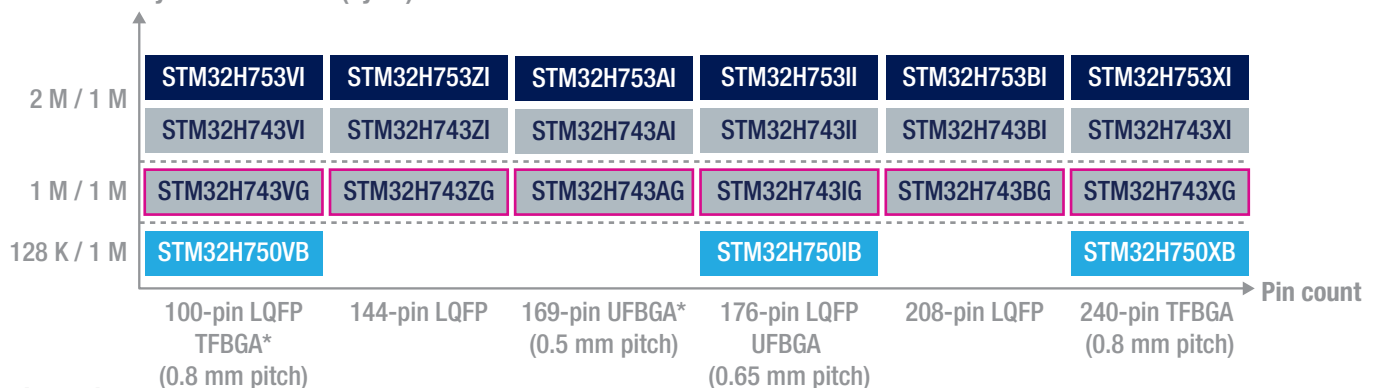 STM32H753VI STM32H753ZI STM32H753AI STM32H753II STM32H753BI STM32H753XI
2 M / 1 M
STM32H743VI STM32H743ZI STM32H743AI STM32H743II STM32H743BI STM32H743XI
1 M / 1 M STM32H743VG STM32H743ZG STM32H743AG STM32H743IG STM32H743BG STM32H743XG
128 K / 1 M STM32H750VB STM32H750IB STM32H750XB
Pin count
100-pin LQFP 144-pin LQFP 169-pin UFBGA* 176-pin LQFP 208-pin LQFP 240-pin TFBGA
TFBGA* (0.5 mm pitch) UFBGA (0.8 mm pitch)
(0.8 mm pitch) (0.65 mm pitch)